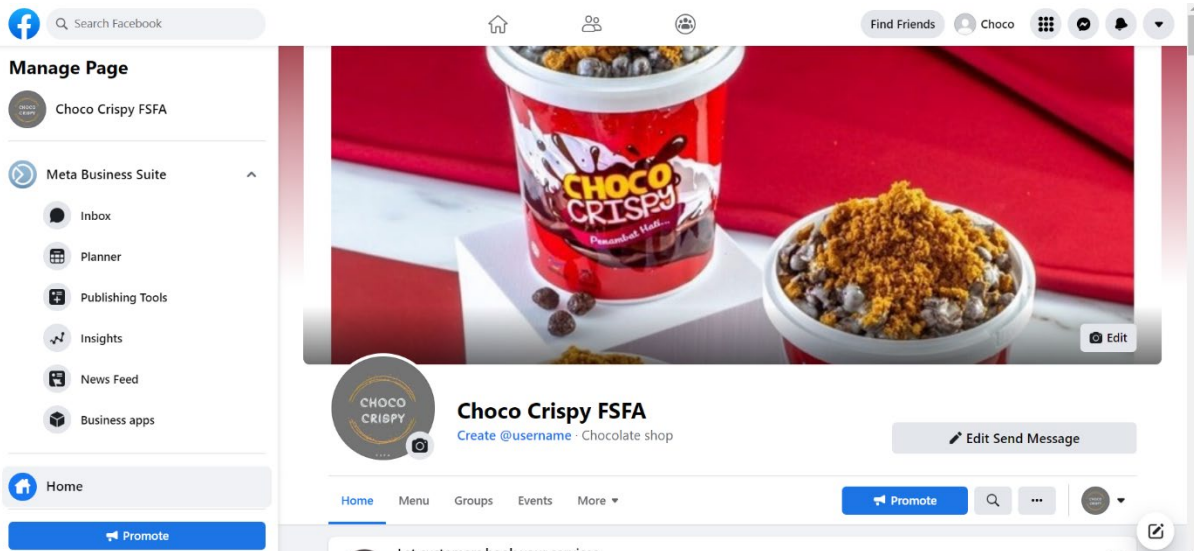 Search Facebook
Find Friends
Choco
Manage Page
Choco Crispy FSFA
Meta Business Suite
Inbox
Planner
Publishing Tools
Insights
News Feed
Business apps
Home
Promote
CHOCO
CRISPY
Penambat Hati...
Edit
CHOCO
CRISPY
Choco Crispy FSFA
Create @username · Chocolate shop
Edit Send Message
Home
Menu
Groups
Events
More
Promote